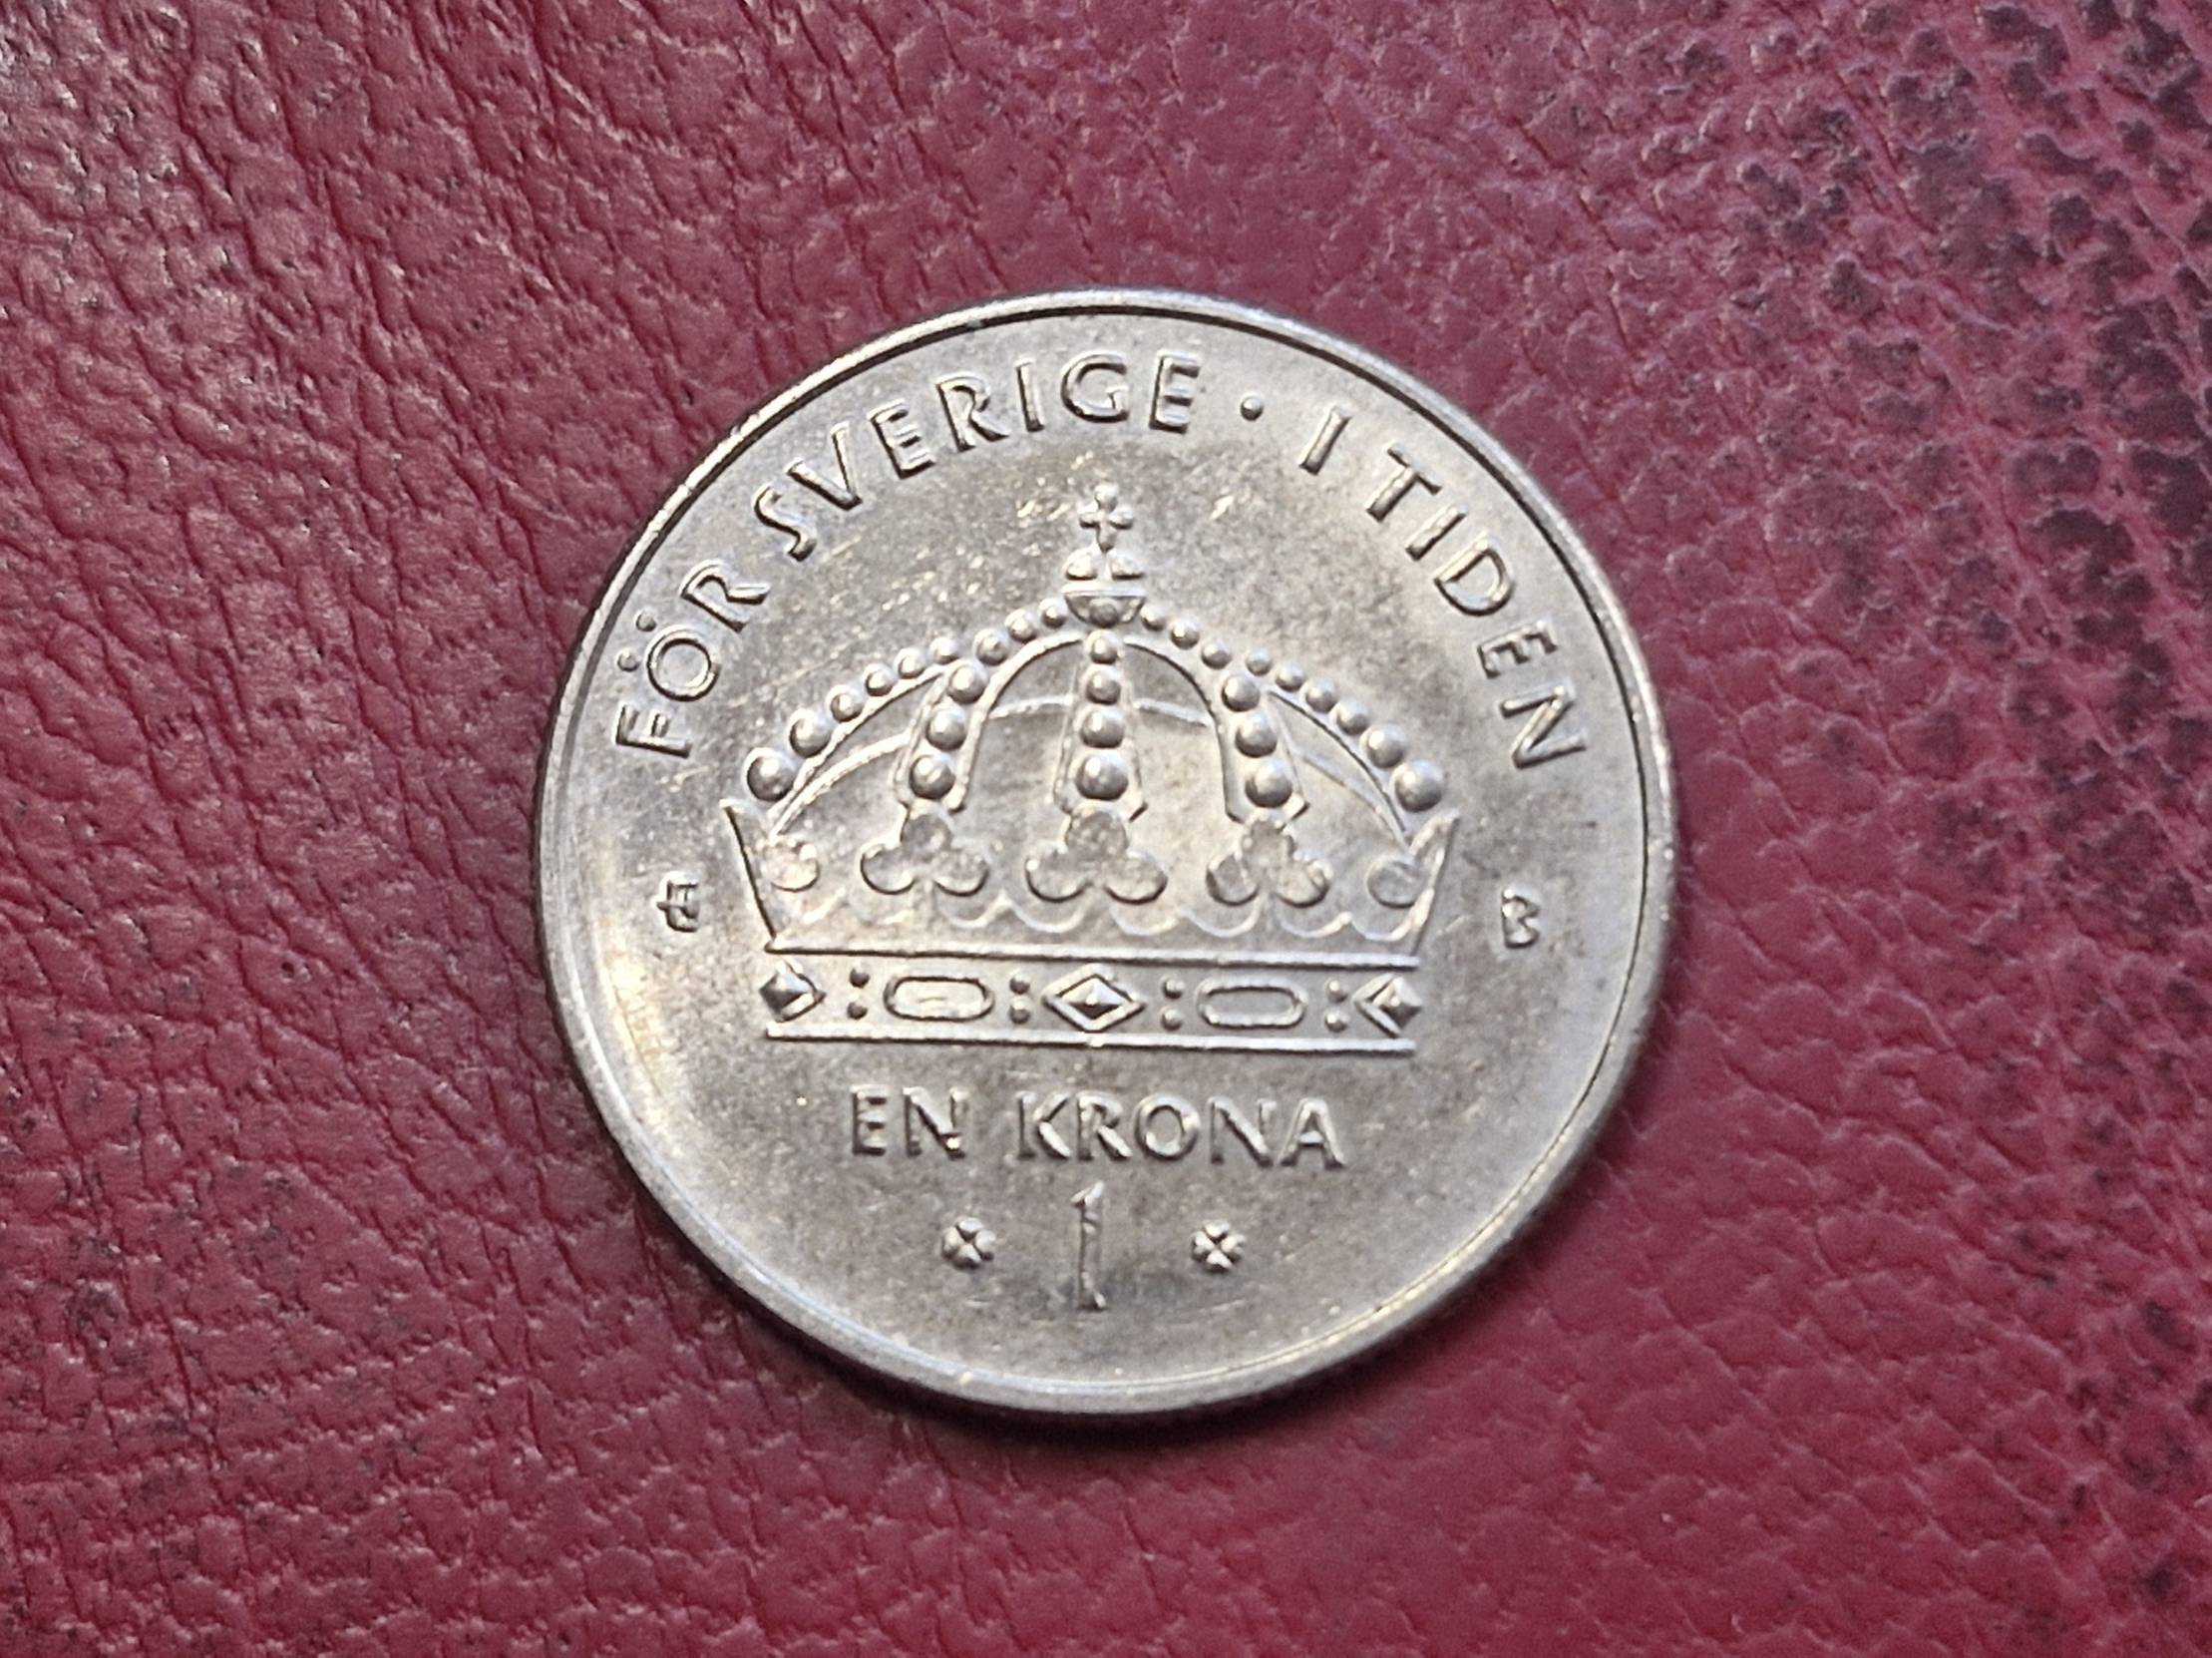 FÖR SVERIGE · I TIDEN
B
EN KRONA
1